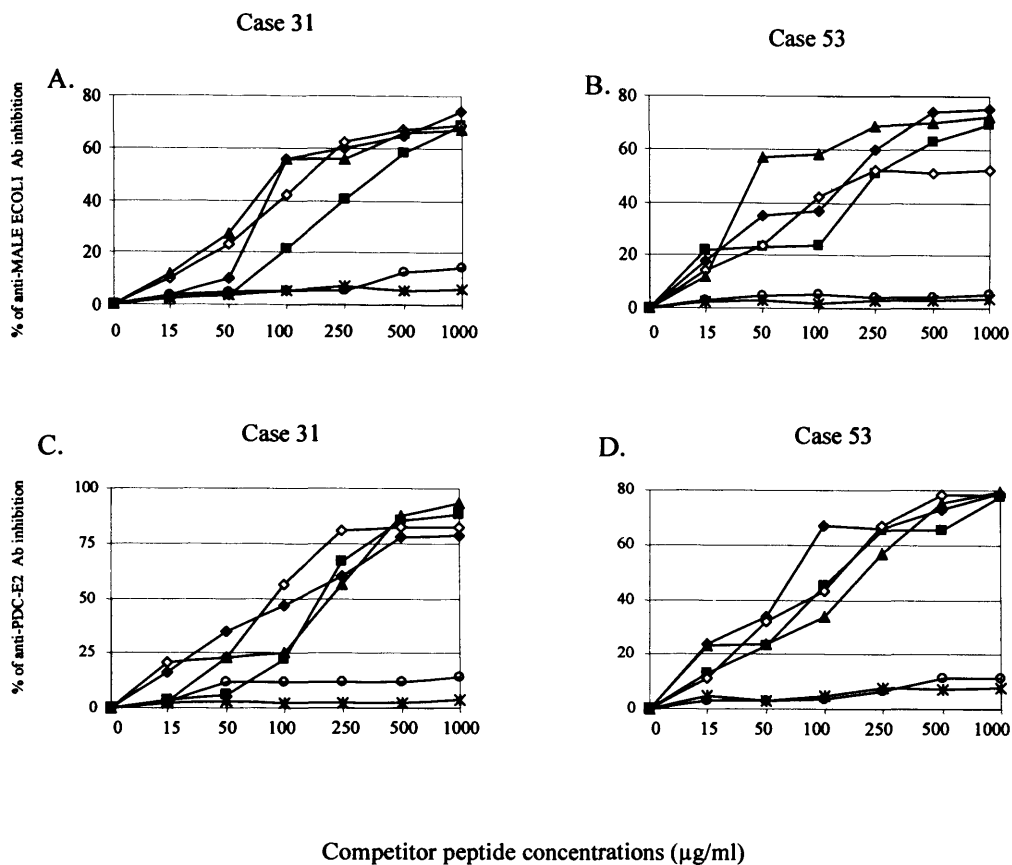 Case 31
Case 53
A.
B.
% of anti-MALE ECOL1 Ab inhibition
80
60
40
20
0
0 15 50 100 250 500 1000
80
60
40
20
0
0 15 50 100 250 500 1000
Case 31
Case 53
C.
D.
% of anti-PDC-E2 Ab inhibition
100
75
50
25
0
0 15 50 100 250 500 1000
80
60
40
20
0
0 15 50 100 250 500 1000
Competitor peptide concentrations (µg/ml)